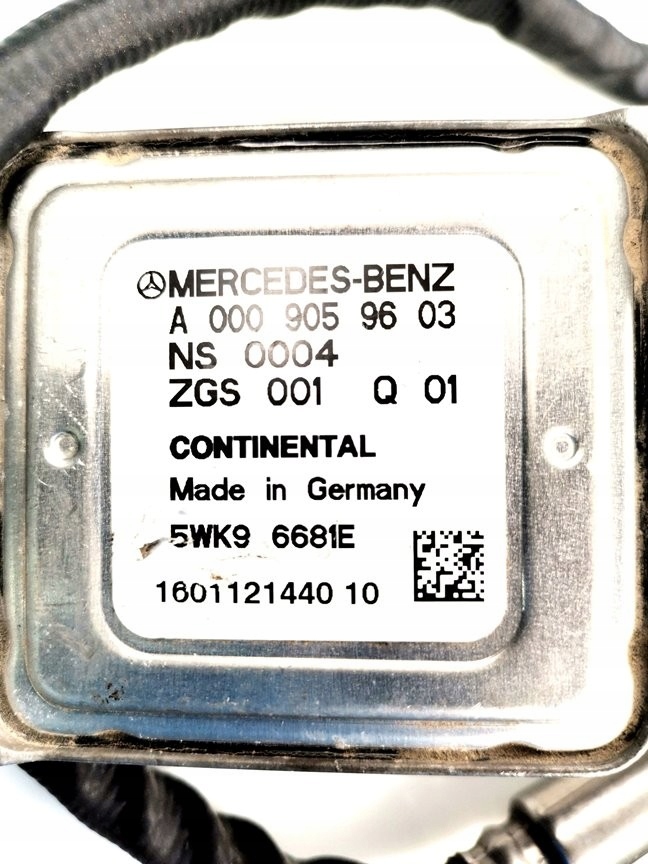 MERCEDES-BENZ
A 000 905 96 03
NS 0004
ZGS 001 Q 01
CONTINENTAL
Made in Germany
5WK9 6681E
1601121440 10